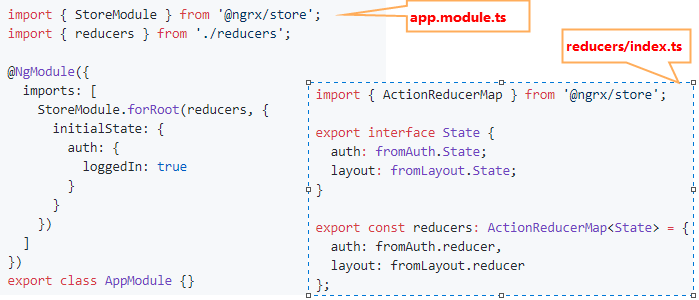 import { StoreModule } from '@ngrx/store';
import { reducers } from './reducers';
app.module.ts
@NgModule({
  imports: [
    StoreModule.forRoot(reducers, {
      initialState: {
        auth: {
          loggedIn: true
        }
      }
    })
  ]
})
export class AppModule {}
reducers/index.ts
import { ActionReducerMap } from '@ngrx/store';
export interface State {
  auth: fromAuth.State;
  layout: fromLayout.State;
}
export const reducers: ActionReducerMap<State> = {
  auth: fromAuth.reducer,
  layout: fromLayout.reducer
};